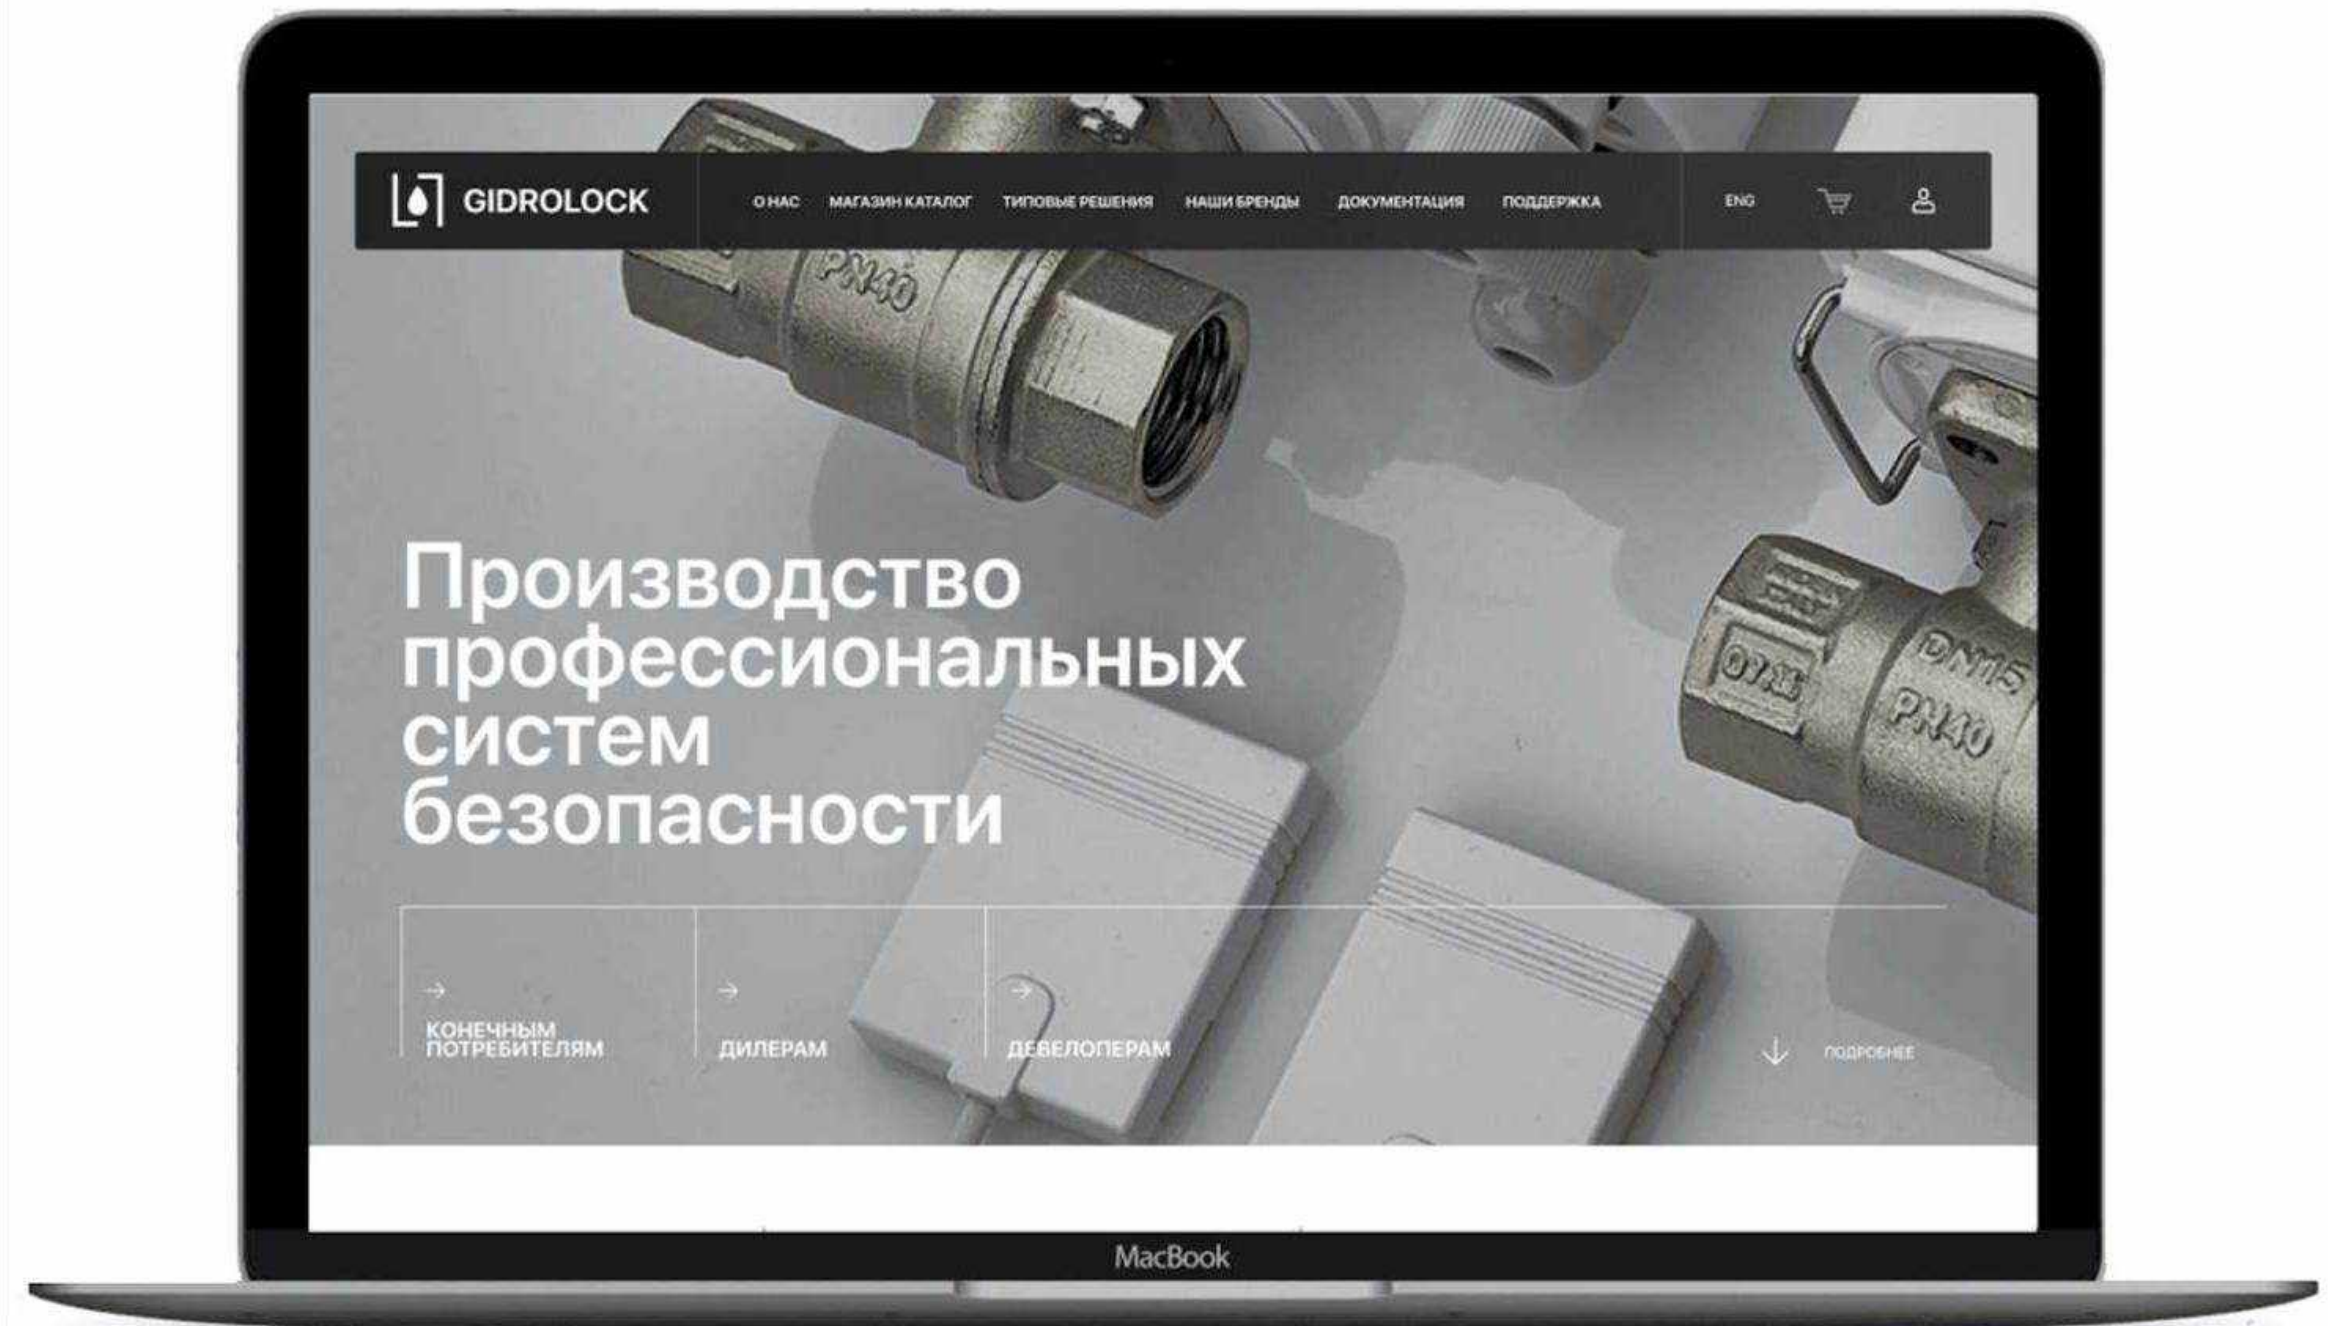 GIDROLOCK
О НАС
МАГАЗИН КАТАЛОГ
ТИПОВЫЕ РЕШЕНИЯ
НАШИ БРЕНДЫ
ДОКУМЕНТАЦИЯ
ПОДДЕРЖКА
ENG
PN40
Производство
профессиональных
систем
безопасности
DN15
PN40
КОНЕЧНЫМ
ПОТРЕБИТЕЛЯМ
ДИЛЕРАМ
ДЕВЕЛОПЕРАМ
ПОДРОБНЕЕ
MacBook